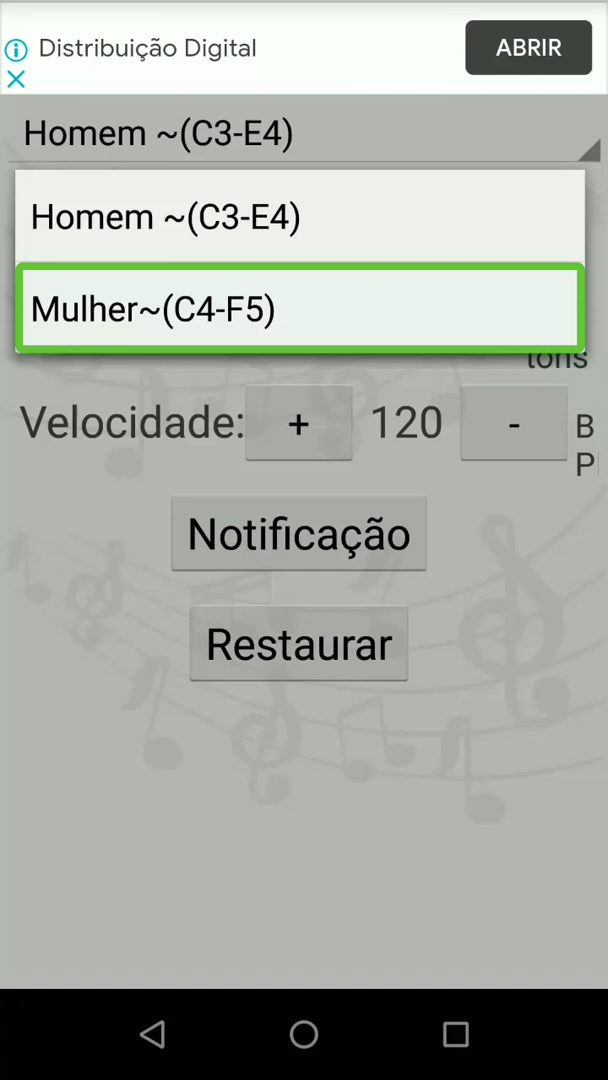 Distribuição Digital
ABRIR
Homem ~(C3-E4)
Homem ~(C3-E4)
Mulher~(C4-F5)
tons
Velocidade: + 120 - B
P
Notificação
Restaurar